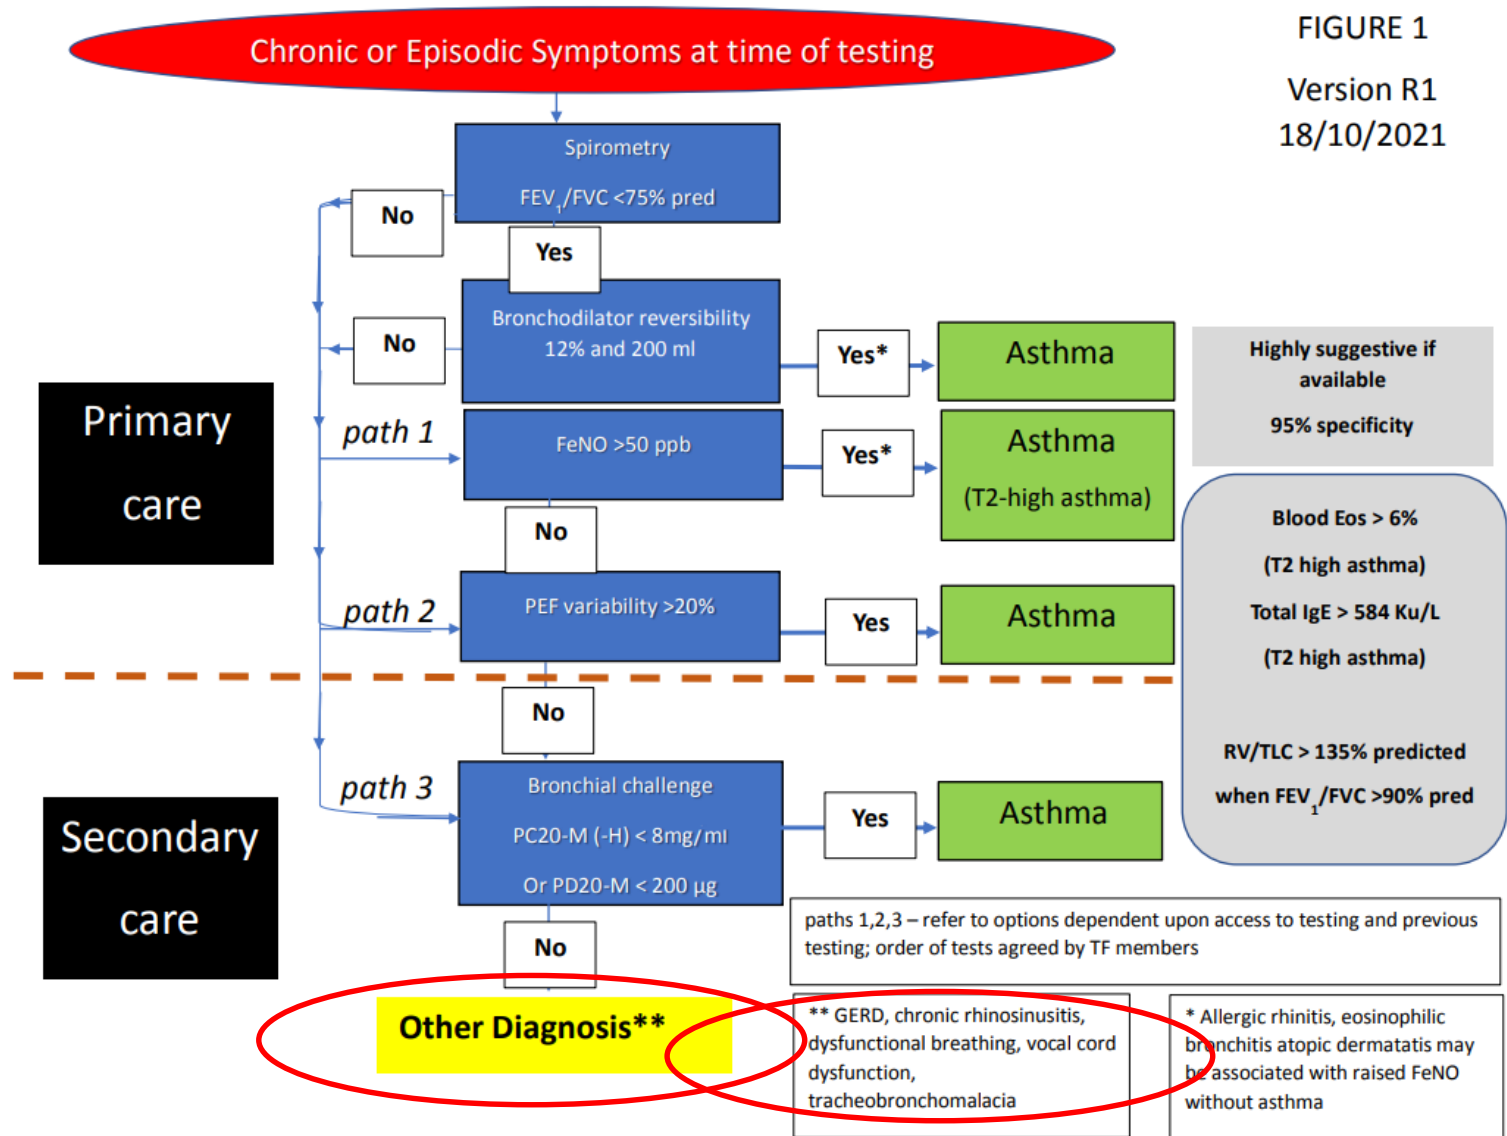 Chronic or Episodic Symptoms at time of testing
FIGURE 1
Version R1
18/10/2021
Spirometry
FEV1/FVC <75% pred
No
Yes
Bronchodilator reversibility
12% and 200 ml
No
Yes*
Asthma
Highly suggestive if
available
95% specificity
Primary
care
path 1
FeNO >50 ppb
Yes*
Asthma
(T2-high asthma)
No
Blood Eos > 6%
(T2 high asthma)
Total IgE > 584 Ku/L
(T2 high asthma)
RV/TLC > 135% predicted
when FEV1/FVC >90% pred
path 2
PEF variability >20%
Yes
Asthma
No
Secondary
care
path 3
Bronchial challenge
PC20-M (-H) < 8mg/ml
Or PD20-M < 200 µg
Yes
Asthma
No
paths 1,2,3 – refer to options dependent upon access to testing and previous
testing; order of tests agreed by TF members
Other Diagnosis**
** GERD, chronic rhinosinusitis,
dysfunctional breathing, vocal cord
dysfunction,
tracheobronchomalacia
* Allergic rhinitis, eosinophilic
bronchitis atopic dermatatis may
be associated with raised FeNO
without asthma